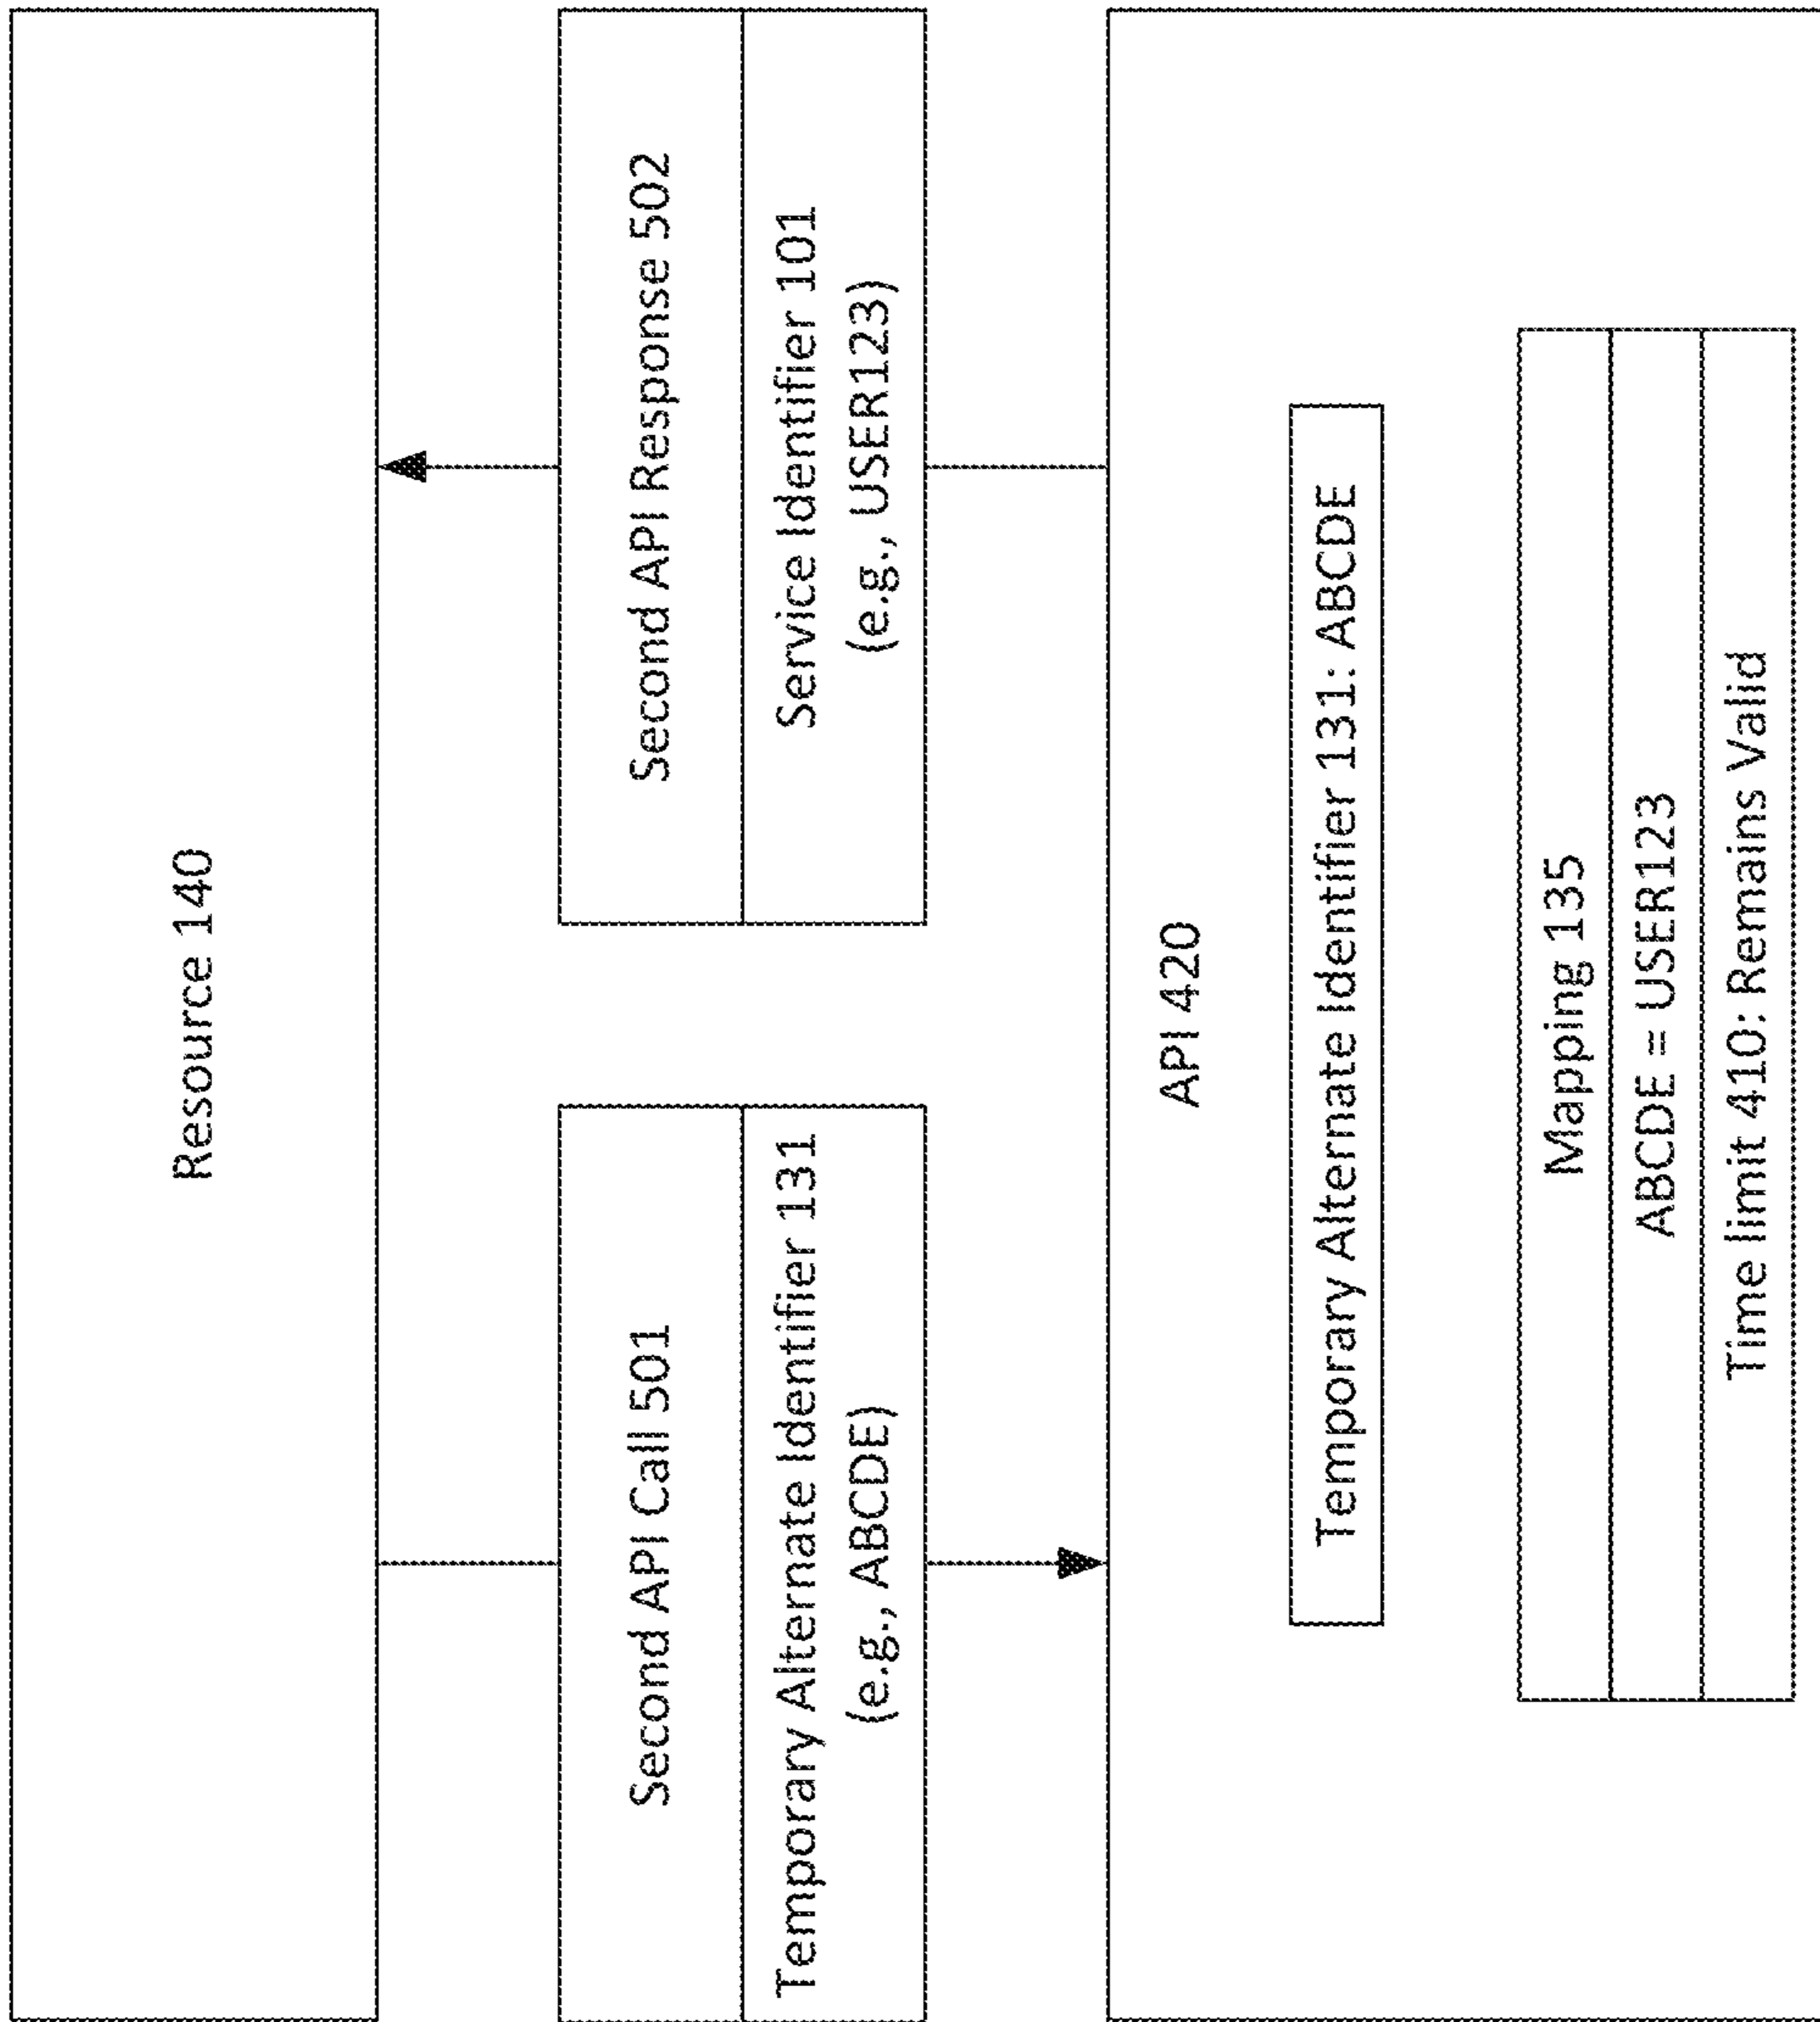 Resource 140
Second API Call 501
Temporary Alternate Identifier 131
(e.g., ABCDE)
Second API Response 502
Service Identifier 101
(e.g., USER123)
API 420
Temporary Alternate Identifier 131: ABCDE
Mapping 135
ABCDE = USER123
Time limit 410: Remains Valid